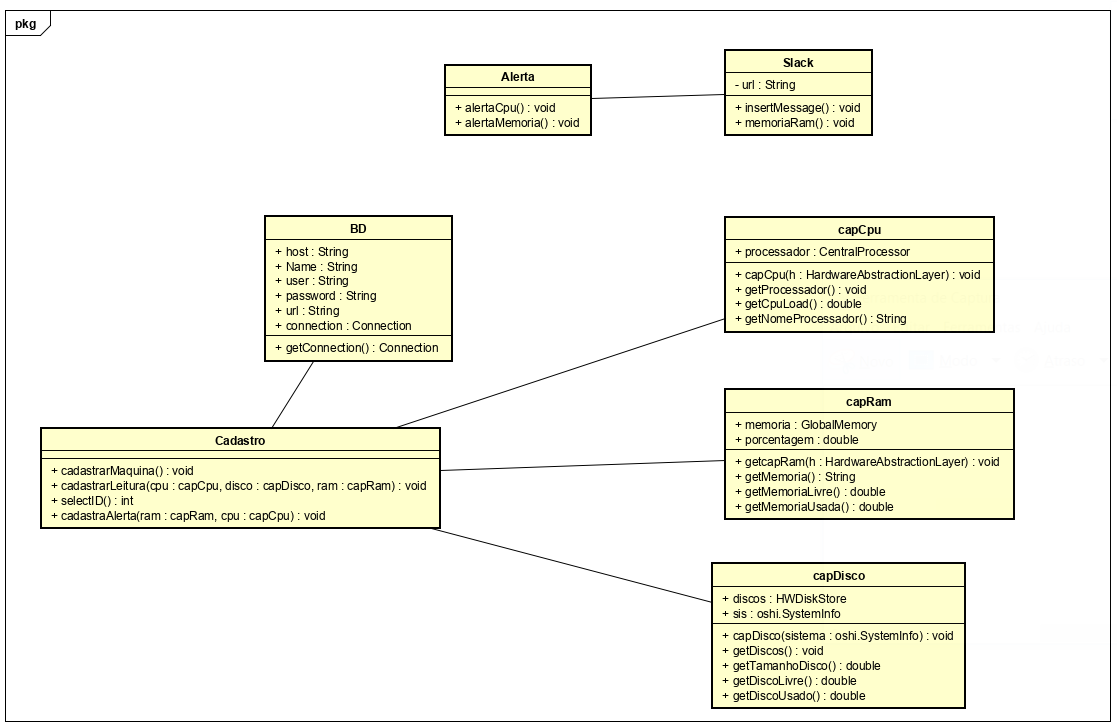 pkg
Alerta
+ alertaCpu() : void
+ alertaMemoria() : void
Slack
- url : String
+ insertMessage() : void
+ memoriaRam() : void
BD
+ host : String
+ Name : String
+ user : String
+ password : String
+ url : String
+ connection : Connection
+ getConnection() : Connection
capCpu
+ processador : CentralProcessor
+ capCpu(h : HardwareAbstractionLayer) : void
+ getProcessador() : void
+ getCpuLoad() : double
+ getNomeProcessador() : String
Cadastro
+ cadastrarMaquina() : void
+ cadastrarLeitura(cpu : capCpu, disco : capDisco, ram : capRam) : void
+ selectID() : int
+ cadastraAlerta(ram : capRam, cpu : capCpu) : void
capRam
+ memoria : GlobalMemory
+ porcentagem : double
+ getcapRam(h : HardwareAbstractionLayer) : void
+ getMemoria() : String
+ getMemoriaLivre() : double
+ getMemoriaUsada() : double
capDisco
+ discos : HWDiskStore
+ sis : oshi.SystemInfo
+ capDisco(sistema : oshi.SystemInfo) : void
+ getDiscos() : void
+ getTamanhoDisco() : double
+ getDiscoLivre() : double
+ getDiscoUsado() : double